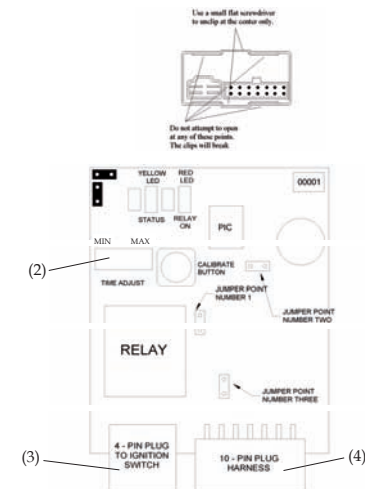 Use a small flat screwdriver
to unclip at the center only.
Do not attempt to open
at any of these points.
The clips will break
YELLOW
LED
RED
LED
00001
STATUS
RELAY
ON
PIC
MIN
MAX
(2)
TIME ADJUST
CALIBRATE
BUTTON
JUMPER POINT
NUMBER 1
JUMPER POINT
NUMBER TWO
RELAY
JUMPER POINT
NUMBER THREE
(3)
4 - PIN PLUG
TO IGNITION
SWITCH
10 - PIN PLUG
HARNESS
(4)